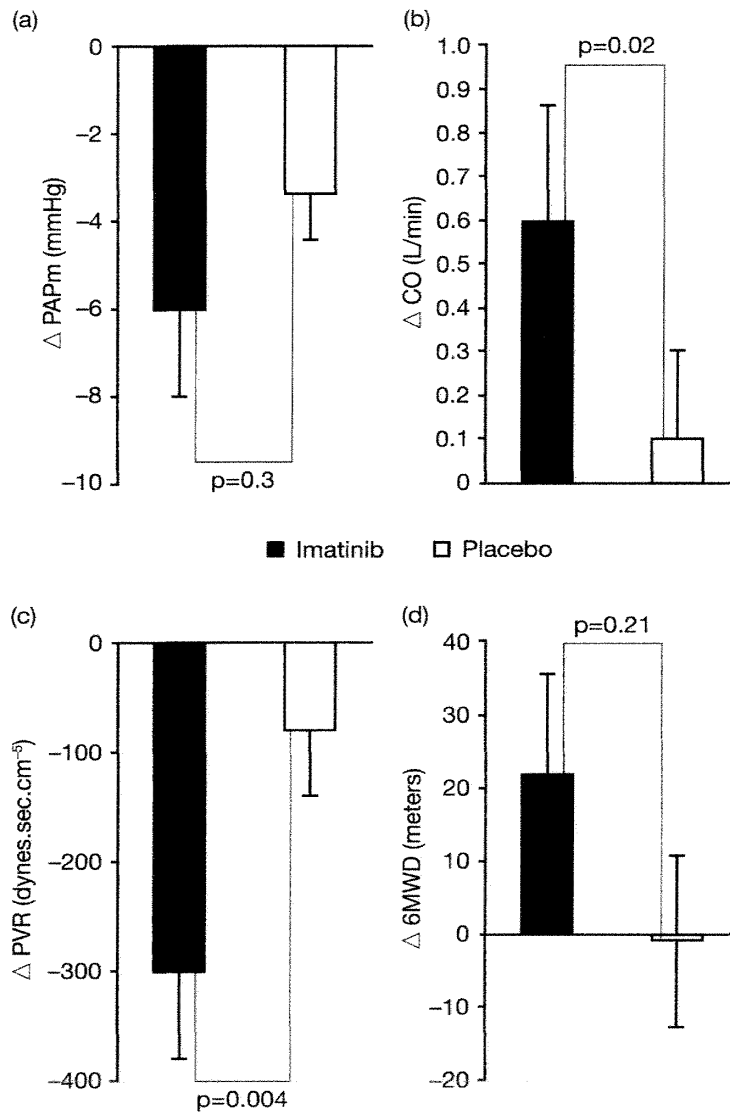 (a)
0
−2
−4
−6
−8
−10
△ PAPm (mmHg)
p=0.3
(b)
p=0.02
1.0
0.9
0.8
0.7
0.6
0.5
0.4
0.3
0.2
0.1
0
△ CO (L/min)
■ Imatinib □ Placebo
(c)
0
−100
−200
−300
−400
△ PVR (dynes.sec.cm⁻⁵)
p=0.004
(d)
p=0.21
40
30
20
10
0
−10
−20
△ 6MWD (meters)